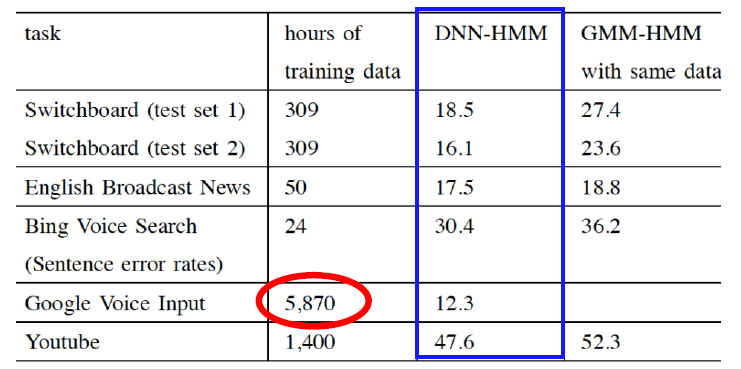 task hours of DNN-HMM GMM-HMM
training data with same data
Switchboard (test set 1) 309 18.5 27.4
Switchboard (test set 2) 309 16.1 23.6
English Broadcast News 50 17.5 18.8
Bing Voice Search 24 30.4 36.2
(Sentence error rates)
Google Voice Input 5,870 12.3
Youtube 1,400 47.6 52.3